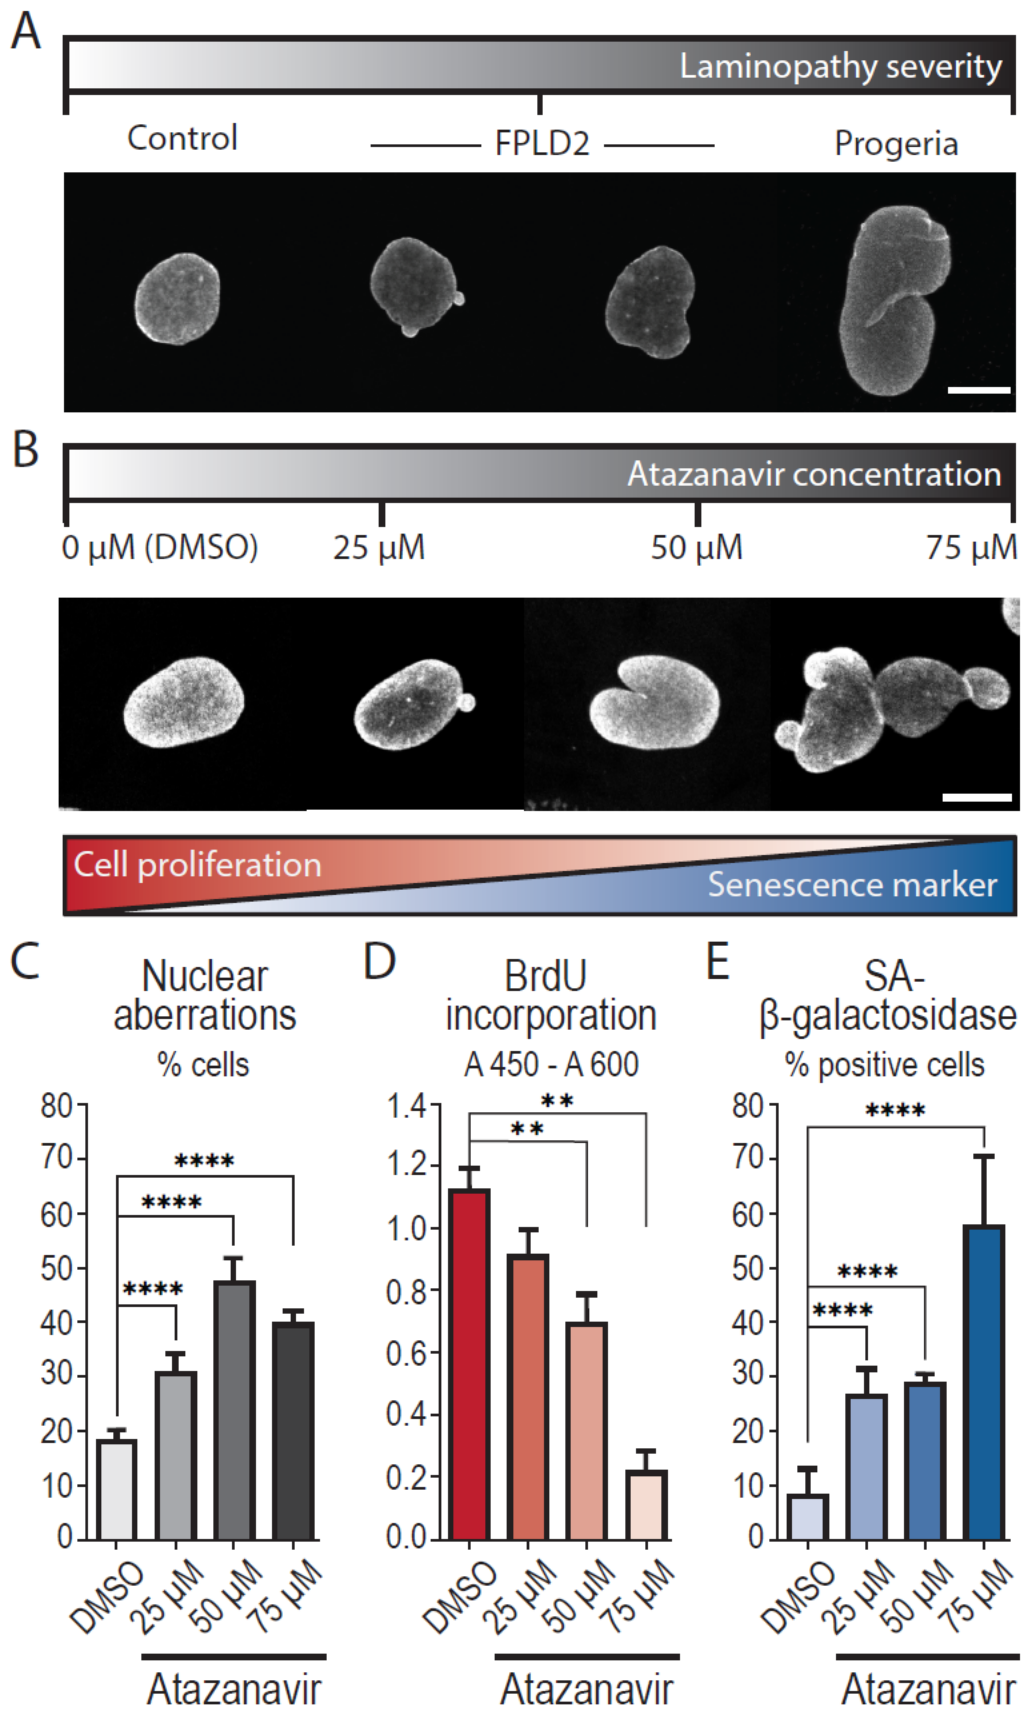 A
Laminopathy severity
Control
FPLD2
Progeria
B
Atazanavir concentration
0 µM (DMSO)
25 µM
50 µM
75 µM
Cell proliferation
Senescence marker
C
Nuclear
aberrations
% cells
80
70
60
50
40
30
20
10
0
****
****
****
DMSO
25 µM
50 µM
75 µM
Atazanavir
D
BrdU
incorporation
A 450 - A 600
1.4
1.2
1.0
0.8
0.6
0.4
0.2
0.0
**
**
DMSO
25 µM
50 µM
75 µM
Atazanavir
E
SA-
β-galactosidase
% positive cells
80
70
60
50
40
30
20
10
0
****
****
****
DMSO
25 µM
50 µM
75 µM
Atazanavir